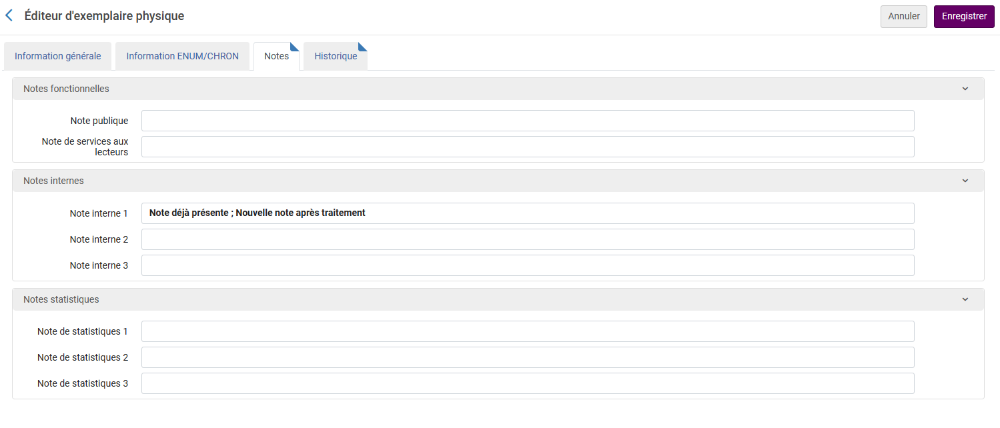 Éditeur d'exemplaire physique
Annuler
Enregistrer
Information générale
Information ENUM/CHRON
Notes
Historique
Notes fonctionnelles
Note publique
Note de services aux
lecteurs
Notes internes
Note interne 1
Note déjà présente ; Nouvelle note après traitement
Note interne 2
Note interne 3
Notes statistiques
Note de statistiques 1
Note de statistiques 2
Note de statistiques 3